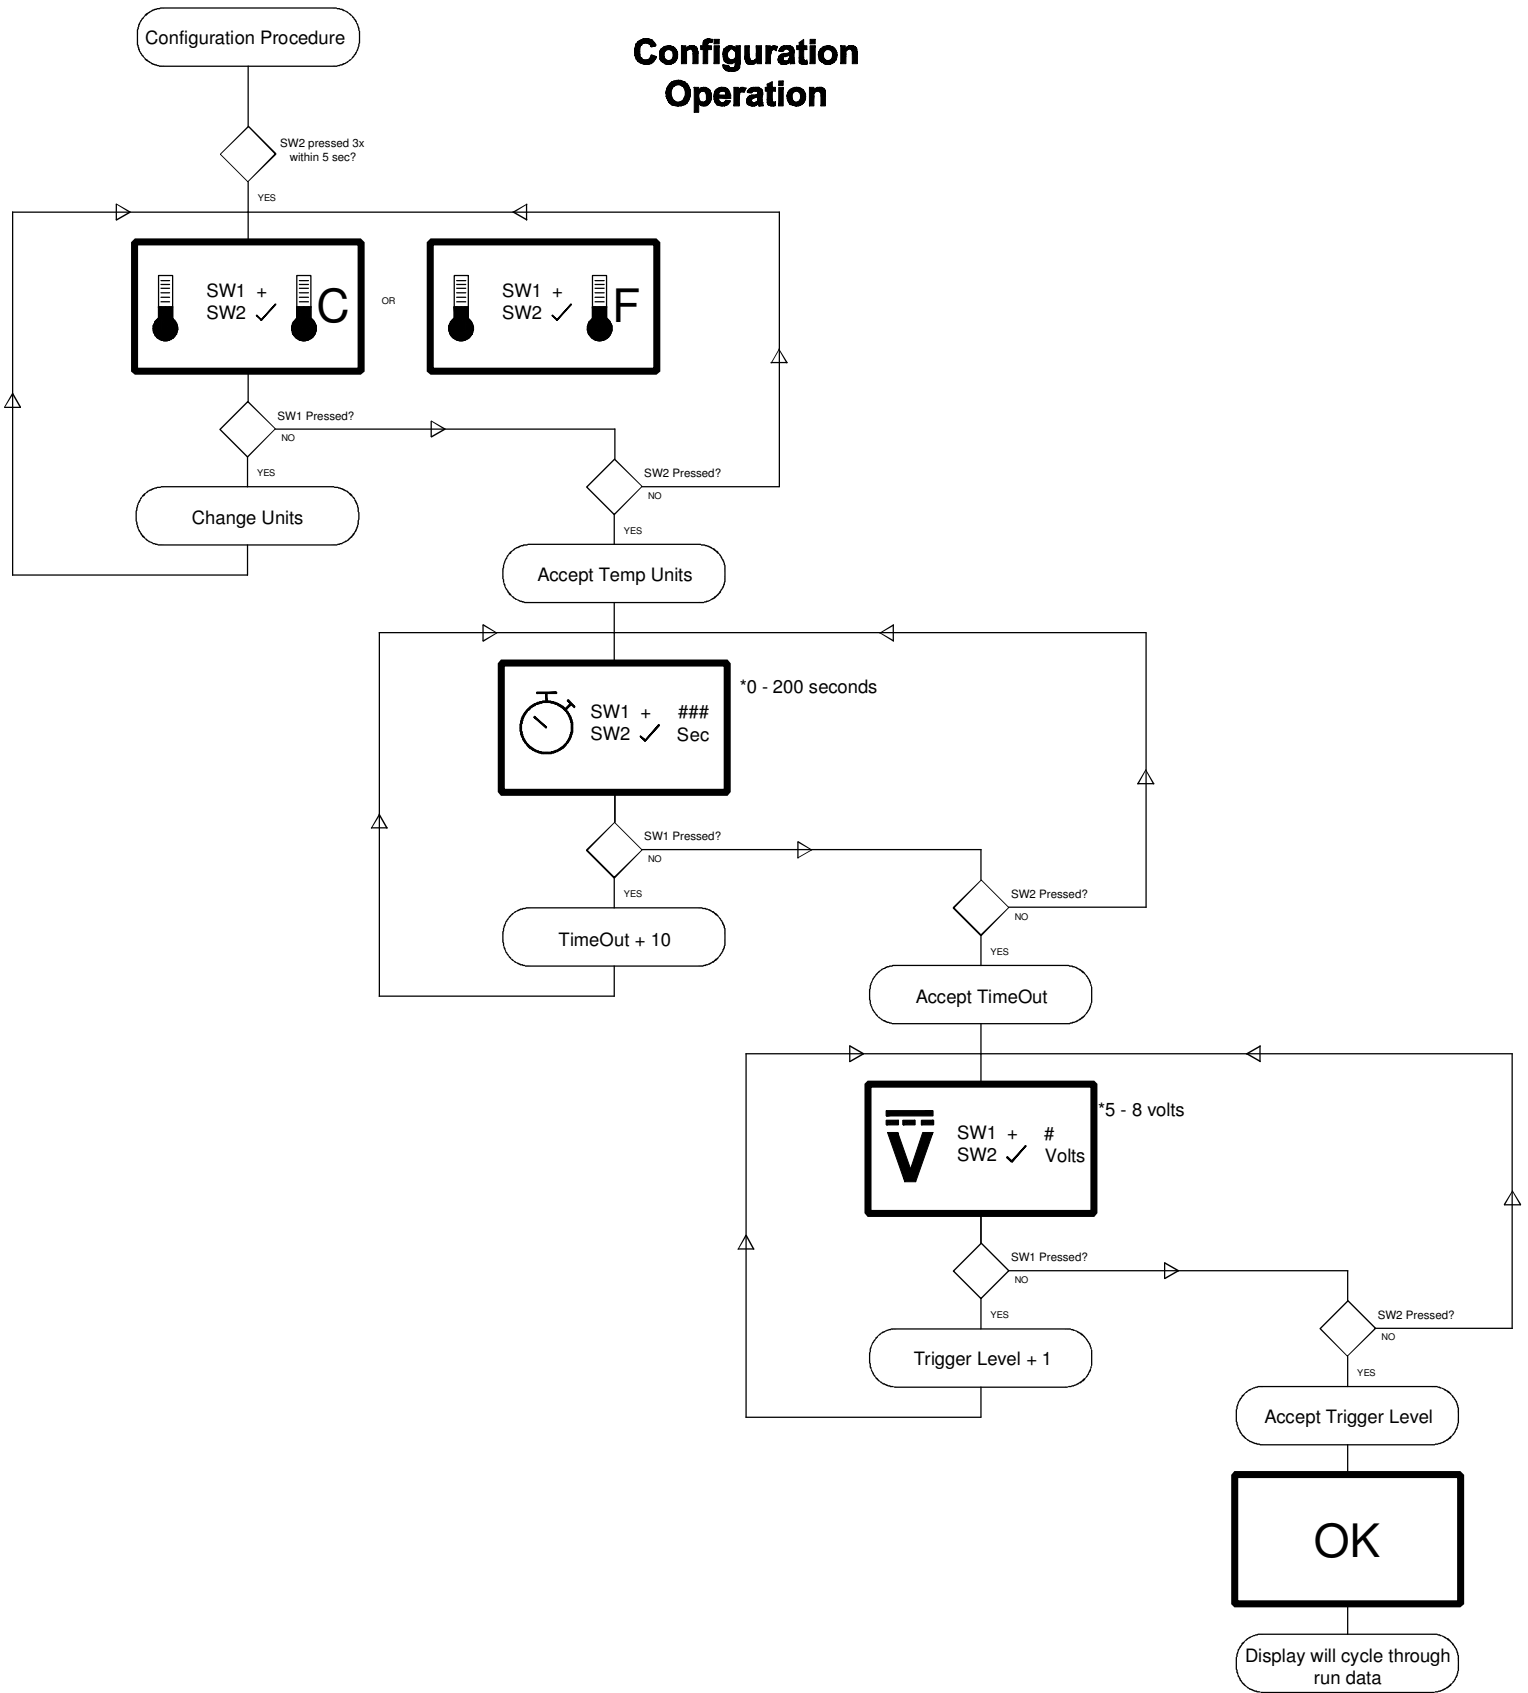 Configuration Procedure
Configuration
Operation
SW2 pressed 3x
within 5 sec?
YES
SW1 +
SW2 ✓
C
OR
SW1 +
SW2 ✓
F
SW1 Pressed?
NO
YES
Change Units
SW2 Pressed?
NO
YES
Accept Temp Units
*0 - 200 seconds
SW1 + ###
SW2 ✓ Sec
SW1 Pressed?
NO
YES
TimeOut + 10
SW2 Pressed?
NO
YES
Accept TimeOut
*5 - 8 volts
V
SW1 + #
SW2 ✓ Volts
SW1 Pressed?
NO
YES
Trigger Level + 1
SW2 Pressed?
NO
YES
Accept Trigger Level
OK
Display will cycle through
run data